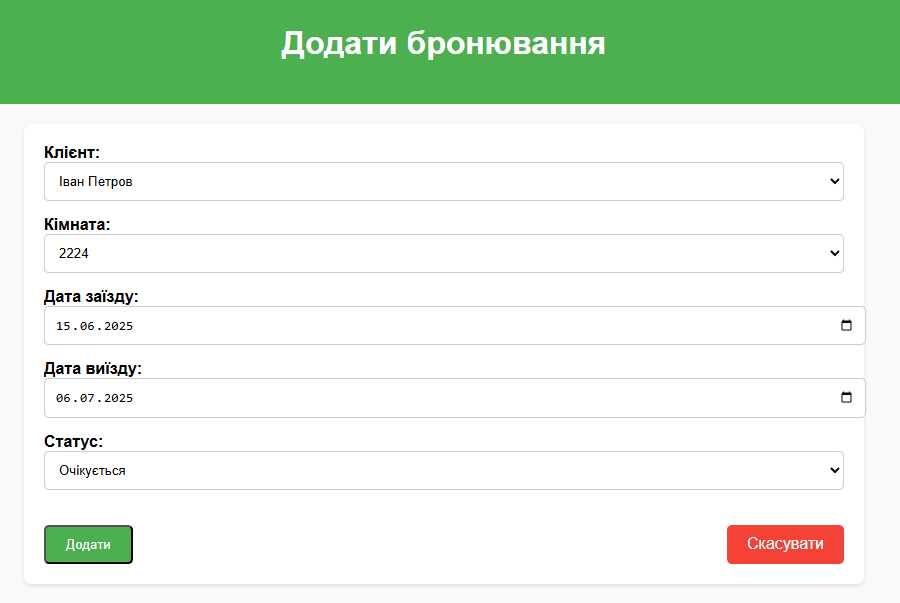 Додати бронювання
Клієнт:
Іван Петров
Кімната:
2224
Дата заїзду:
15.06.2025
Дата виїзду:
06.07.2025
Статус:
Очікується
Додати
Скасувати